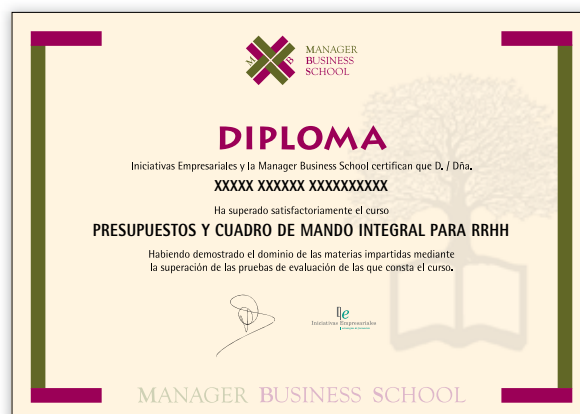 M B
MANAGER
BUSINESS
SCHOOL
DIPLOMA
Iniciativas Empresariales y la Manager Business School certifican que D. / Dña.
XXXXX XXXXXX XXXXXXXXXX
Ha superado satisfactoriamente el curso
PRESUPUESTOS Y CUADRO DE MANDO INTEGRAL PARA RRHH
Habiendo demostrado el dominio de las materias impartidas mediante
la superación de las pruebas de evaluación de las que consta el curso.
Iniciativas Empresariales
MANAGER BUSINESS SCHOOL